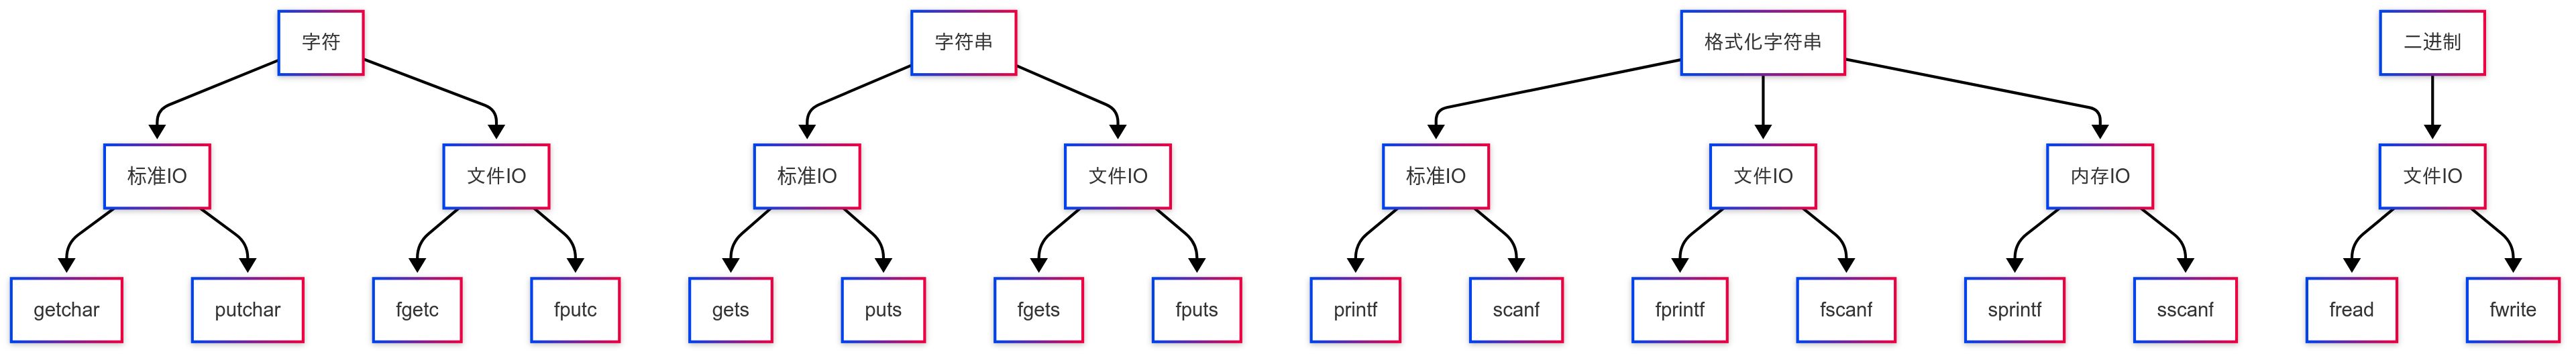 字符
字符串
格式化字符串
二进制
标准IO
文件IO
标准IO
文件IO
标准IO
文件IO
内存IO
文件IO
getchar
putchar
fgetc
fputc
gets
puts
fgets
fputs
printf
scanf
fprintf
fscanf
sprintf
sscanf
fread
fwrite